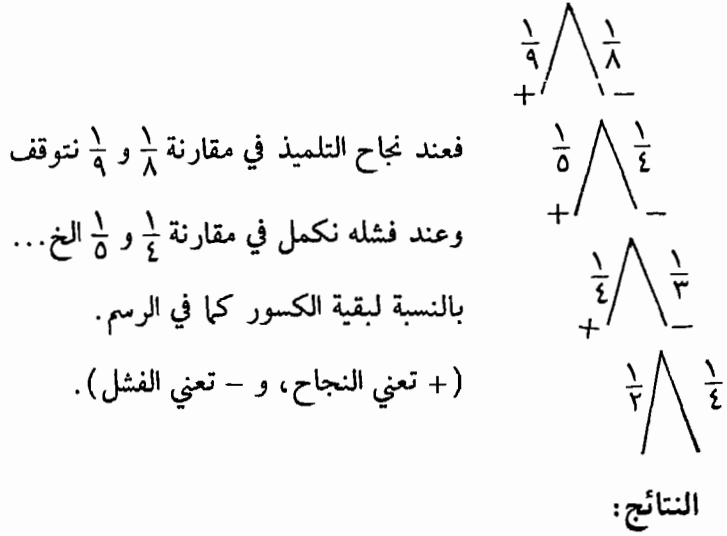 ١/٩ ١/٨
+ −
١/٥ ١/٤
+ −
١/٤ ١/٣
+ −
١/٢ ١/٤
فعند نجاح التلميذ في مقارنة ١/٨ و ١/٩ نتوقف
وعند فشله نكمل في مقارنة ١/٤ و ١/٥ الخ...
بالنسبة لبقية الكسور كما في الرسم.
(+ تعني النجاح، و − تعني الفشل).
النتائج: